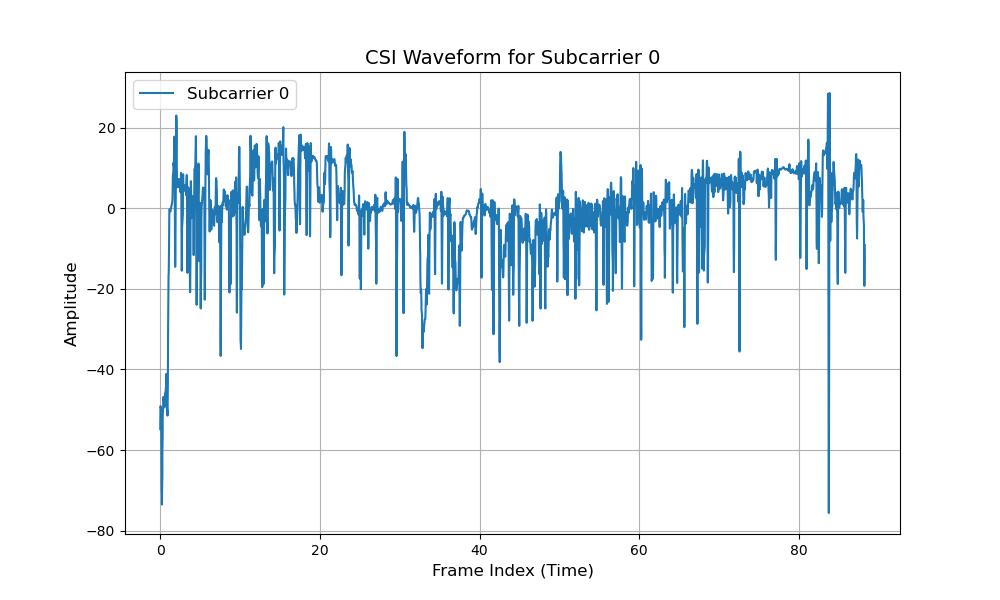 CSI Waveform for Subcarrier 0
Subcarrier 0
20
0
−20
−40
−60
−80
Amplitude
0 20 40 60 80
Frame Index (Time)